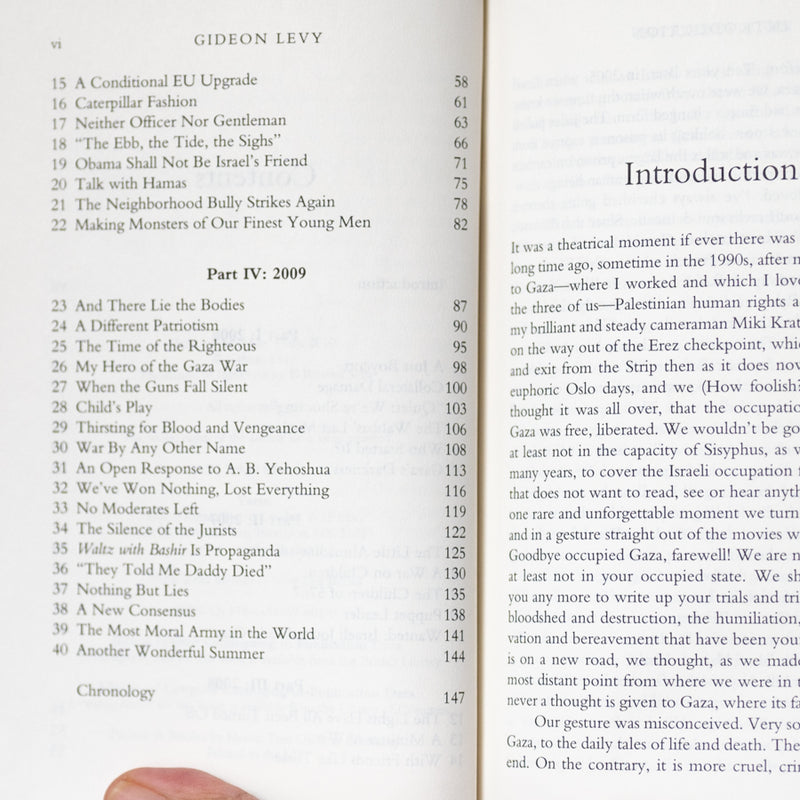 vi GIDEON LEVY
15 A Conditional EU Upgrade 58
16 Caterpillar Fashion 61
17 Neither Officer Nor Gentleman 63
18 “The Ebb, the Tide, the Sighs” 66
19 Obama Shall Not Be Israel’s Friend 71
20 Talk with Hamas 75
21 The Neighborhood Bully Strikes Again 78
22 Making Monsters of Our Finest Young Men 82
Part IV: 2009
23 And There Lie the Bodies 87
24 A Different Patriotism 90
25 The Time of the Righteous 95
26 My Hero of the Gaza War 98
27 When the Guns Fall Silent 100
28 Child’s Play 103
29 Thirsting for Blood and Vengeance 106
30 War By Any Other Name 108
31 An Open Response to A. B. Yehoshua 113
32 We’ve Won Nothing, Lost Everything 116
33 No Moderates Left 119
34 The Silence of the Jurists 122
35 Waltz with Bashir Is Propaganda 125
36 “They Told Me Daddy Died” 130
37 Nothing But Lies 135
38 A New Consensus 138
39 The Most Moral Army in the World 141
40 Another Wonderful Summer 144
Chronology 147
Introduction
It was a theatrical moment if ever there was
long time ago, sometime in the 1990s, after
to Gaza—where I worked and which I
the three of us—Palestinian human rights
my brilliant and steady cameraman Miki
on the way out of the Erez checkpoint,
and exit from the Strip then as it does
euphoric Oslo days, and we (How foolish?
thought it was all over, that the
Gaza was free, liberated. We wouldn’t be
at least not in the capacity of Sisyphus, as
many years, to cover the Israeli occupation
that does not want to read, see or hear
one rare and unforgettable moment we
and in a gesture straight out of the movies
Goodbye occupied Gaza, farewell! We are
at least not in your occupied state. We
you any more to write up your trials and
bloodshed and destruction, the humiliation,
vation and bereavement that have been
is on a new road, we thought, as we
most distant point from where we were in
never a thought is given to Gaza, where its
Our gesture was misconceived. Very
Gaza, to the daily tales of life and death.
end. On the contrary, it is more cruel,